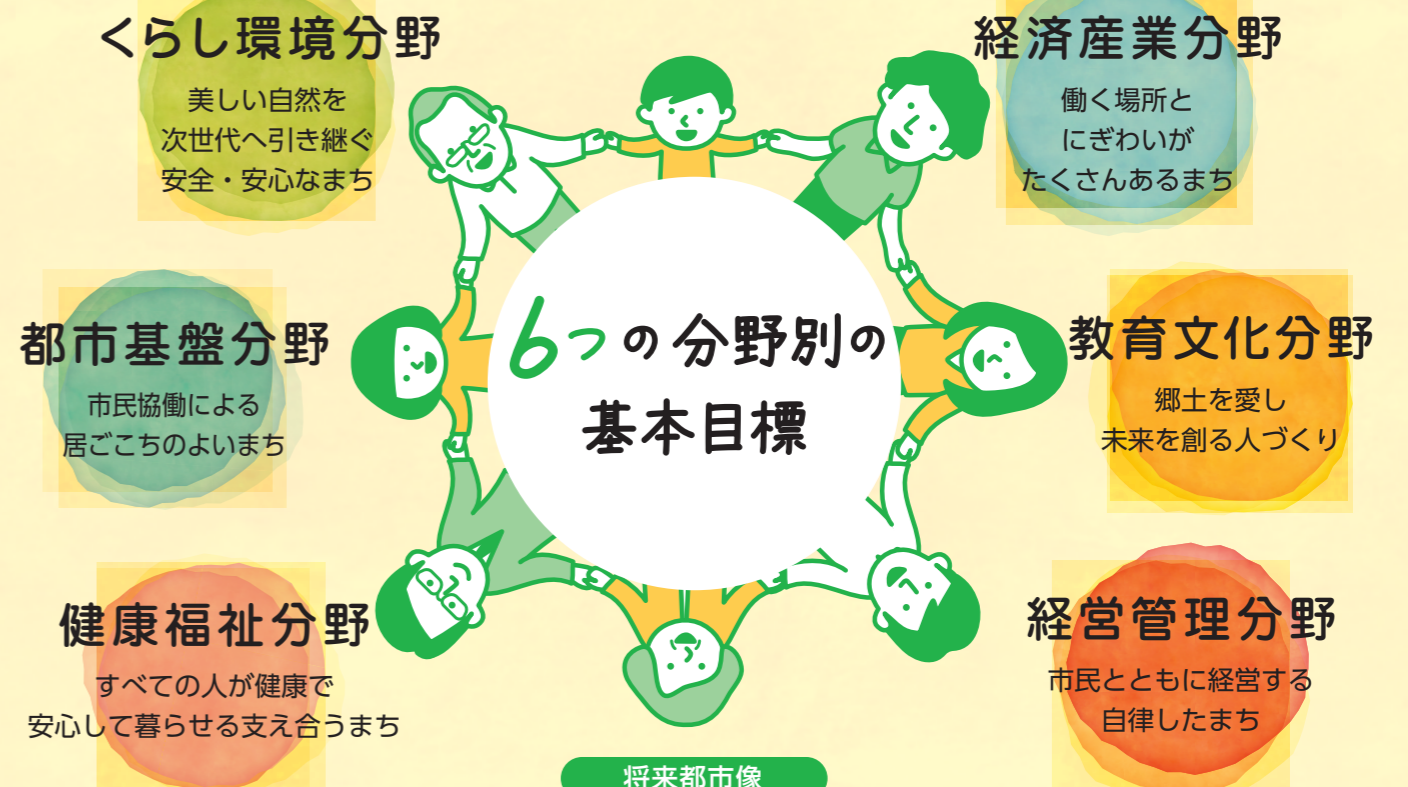 くらし環境分野
美しい自然を
次世代へ引き継ぐ
安全・安心なまち
経済産業分野
働く場所と
にぎわいが
たくさんあるまち
都市基盤分野
市民協働による
居ごこちのよいまち
6つの分野別の
基本目標
教育文化分野
郷土を愛し
未来を創る人づくり
健康福祉分野
すべての人が健康で
安心して暮らせる支え合うまち
経営管理分野
市民とともに経営する
自律したまち
将来都市像